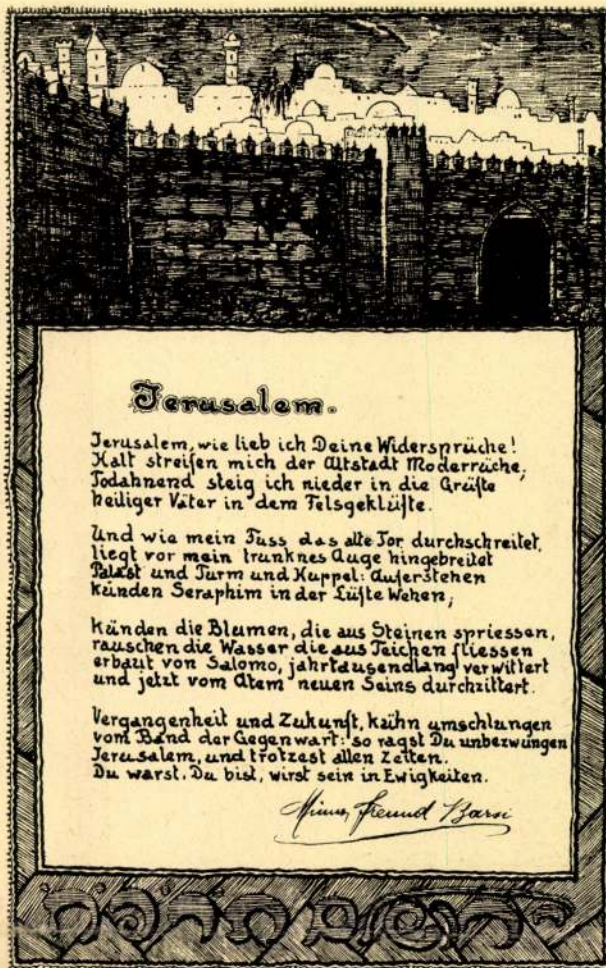 Jerusalem.
Jerusalem, wie lieb ich Deine Widersprüche!
Kalt streifen mich der Altstadt Moderrüche,
Todahnend steig ich nieder in die Grüfte
heiliger Väter in dem Felsgeklüfte.
Und wie mein Fuss das alte Tor durchschreitet,
liegt vor mein trunknes Auge hingebreitet
Palast und Turm und Kuppel: Auferstehen
künden Seraphim in der Lüfte Wehen;
Künden die Blumen, die aus Steinen spriessen,
rauschen die Wasser die aus Teichen fliessen
erbaut von Salomo, jahrtausendlang verwittert
und jetzt vom Atem neuen Seins durchzittert.
Vergangenheit und Zukunft, kühn umschlungen
vom Band der Gegenwart: so ragst Du unbezwungen
Jerusalem, und trotzest allen Zeiten.
Du warst, Du bist, wirst sein in Ewigkeiten.
Freund Barsi